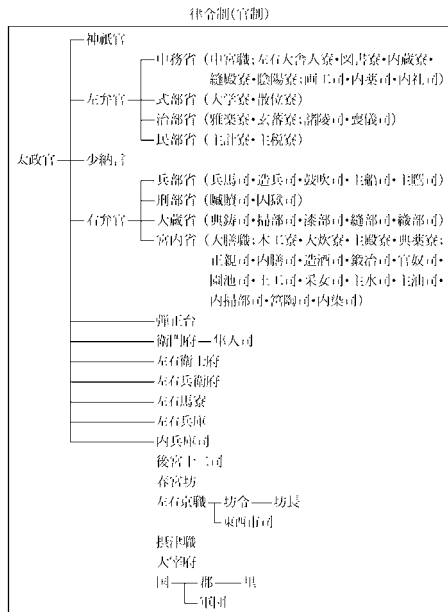 律令制(官制)
神祇官
中務省(中宮職;左右大舎人寮・図書寮・内蔵寮・
縫殿寮・陰陽寮;画工司・内薬司・内礼司)
左弁官
式部省(大学寮・散位寮)
治部省(雅楽寮・玄蕃寮;諸陵司・喪儀司)
民部省(主計寮・主税寮)
太政官
少納言
兵部省(兵馬司・造兵司・鼓吹司・主船司・主鷹司)
刑部省(贓贖司・囚獄司)
右弁官
大蔵省(典鋳司・掃部司・漆部司・縫部司・織部司)
宮内省(大膳職;木工寮・大炊寮・主殿寮・典薬寮;
正親司・内膳司・造酒司・鍛冶司・官奴司・
園池司・土工司・采女司・主水司・主油司・
内掃部司・筥陶司・内染司)
弾正台
衛門府
隼人司
左右衛士府
左右兵衛府
左右馬寮
左右兵庫
内兵庫司
後宮十二司
春宮坊
左右京職
坊令
坊長
東西市司
摂津職
大宰府
国
郡
里
軍団